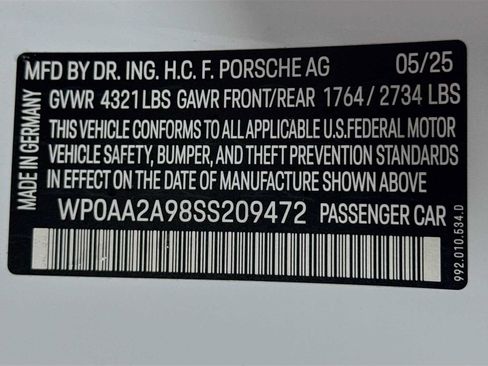 MFD BY DR. ING. H.C. F. PORSCHE AG 05/25
GVWR 4321 LBS GAWR FRONT/REAR 1764 / 2734 LBS
THIS VEHICLE CONFORMS TO ALL APPLICABLE U.S.FEDERAL MOTOR
VEHICLE SAFETY, BUMPER, AND THEFT PREVENTION STANDARDS
IN EFFECT ON THE DATE OF MANUFACTURE SHOWN ABOVE
WP0AA2A98SS209472 PASSENGER CAR
MADE IN GERMANY
992.010.534.D